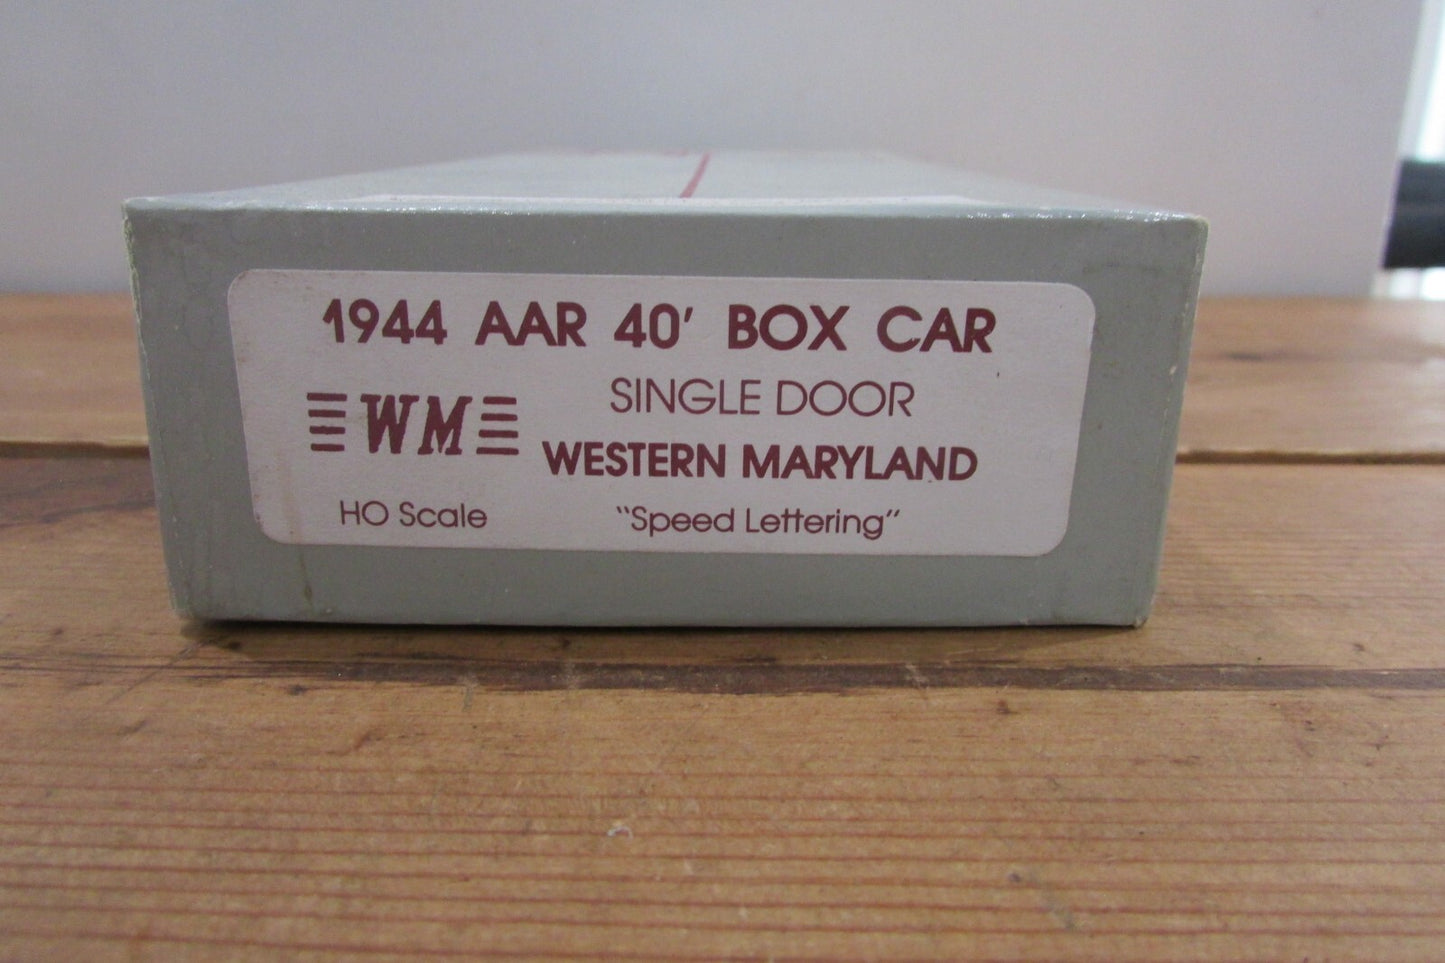 1944 AAR 40' BOX CAR
SINGLE DOOR
WM
WESTERN MARYLAND
HO Scale
"Speed Lettering"